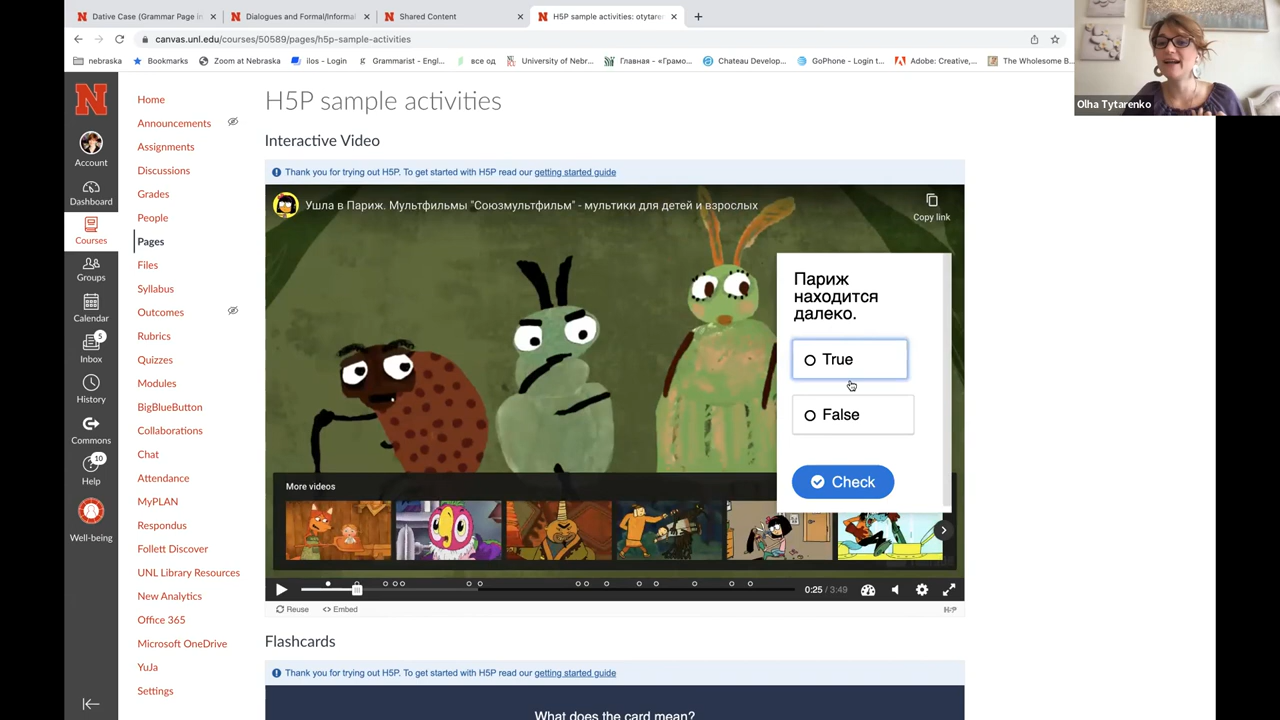 Dative Case (Grammar Page in
Dialogues and Formal/Informal
Shared Content
H5P sample activities: otytaren
canvas.unl.edu/courses/50589/pages/h5p-sample-activities
nebraska
Bookmarks
Zoom at Nebraska
ilos - Login
Grammarist - Engl...
все од
University of Nebr...
Главная - «Грамо...
Chateau Develop...
GoPhone - Login t...
Adobe: Creative,...
The Wholesome B...
Olha Tytarenko
N
Account
Dashboard
Courses
Groups
Calendar
5
Inbox
History
Commons
10
Help
Well-being
Home
Announcements
Assignments
Discussions
Grades
People
Pages
Files
Syllabus
Outcomes
Rubrics
Quizzes
Modules
BigBlueButton
Collaborations
Chat
Attendance
MyPLAN
Respondus
Follett Discover
UNL Library Resources
New Analytics
Office 365
Microsoft OneDrive
YuJa
Settings
H5P sample activities
Interactive Video
Thank you for trying out H5P. To get started with H5P read our getting started guide
Ушла в Париж. Мультфильмы "Союзмультфильм" - мультики для детей и взрослых
Copy link
Париж
находится
далеко.
True
False
Check
More videos
0:25 / 3:49
Reuse
<> Embed
H5P
Flashcards
Thank you for trying out H5P. To get started with H5P read our getting started guide
What does the card mean?